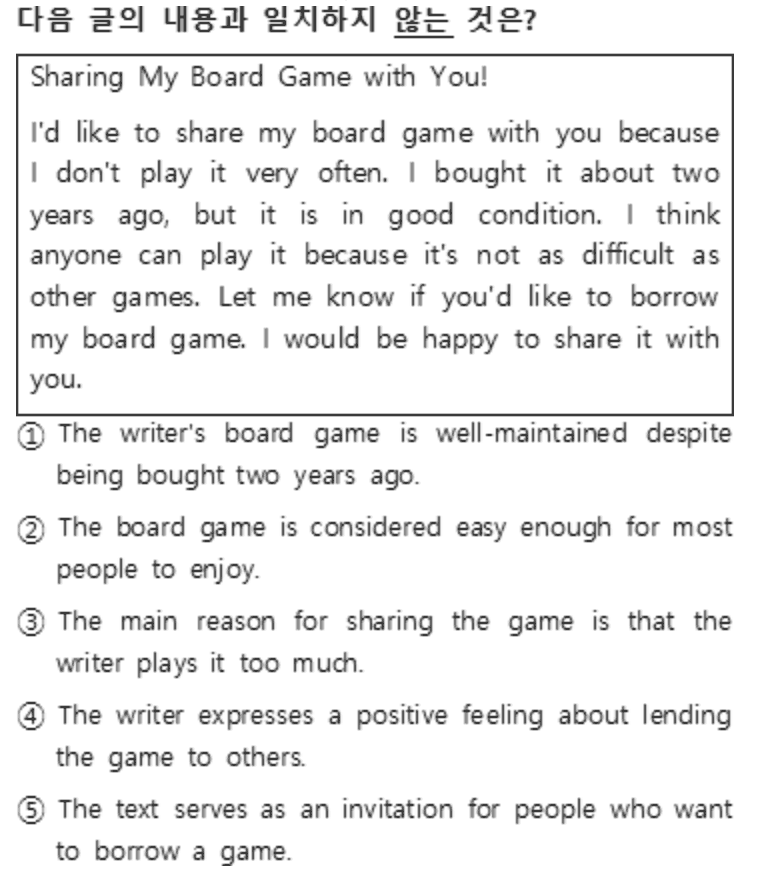 다음 글의 내용과 일치하지 않는 것은?
Sharing My Board Game with You!
I'd like to share my board game with you because
I don't play it very often. I bought it about two
years ago, but it is in good condition. I think
anyone can play it because it's not as difficult as
other games. Let me know if you'd like to borrow
my board game. I would be happy to share it with
you.
① The writer's board game is well-maintained despite
being bought two years ago.
② The board game is considered easy enough for most
people to enjoy.
③ The main reason for sharing the game is that the
writer plays it too much.
④ The writer expresses a positive feeling about lending
the game to others.
⑤ The text serves as an invitation for people who want
to borrow a game.